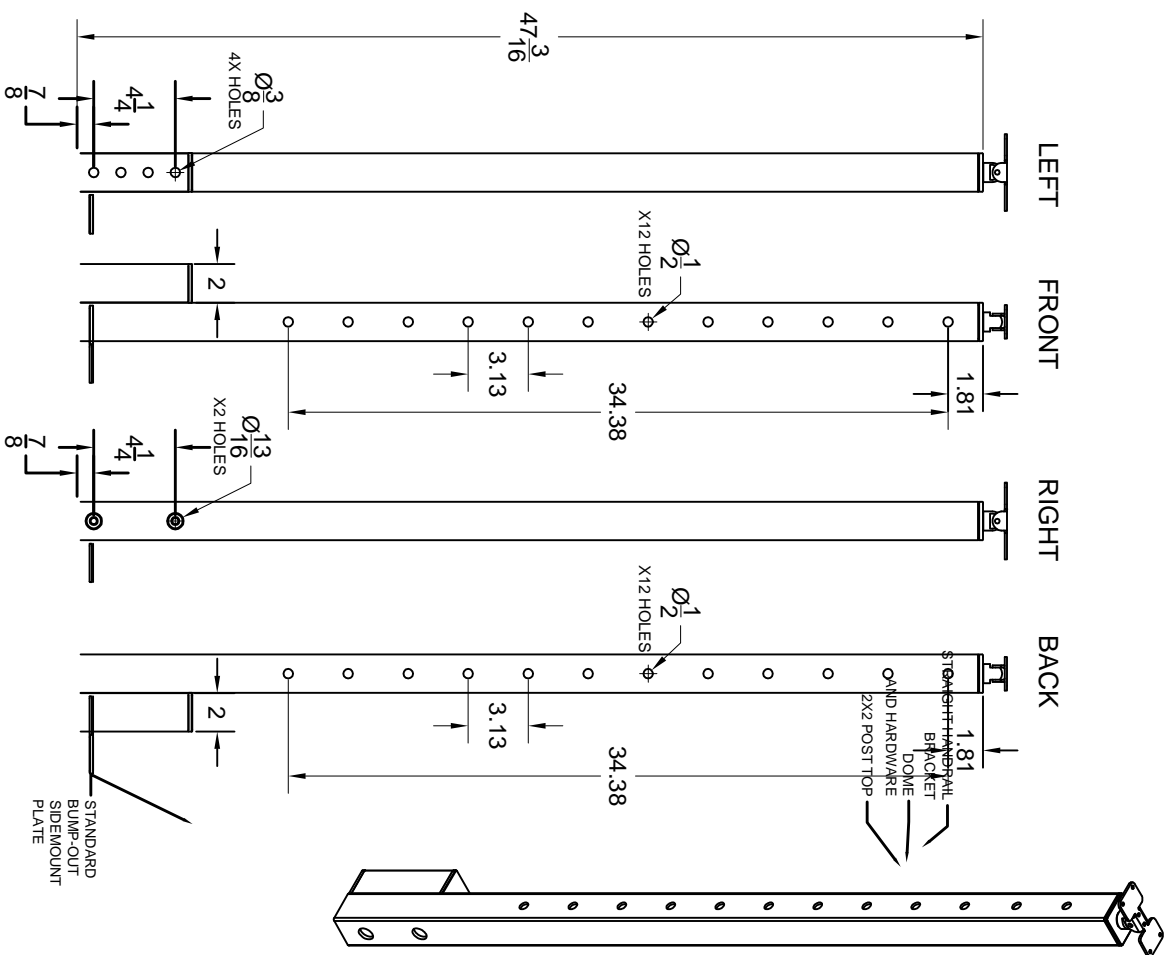 LEFT
47 3/16
Ø3/8
4X HOLES
4 1/4
7/8
FRONT
Ø1/2
X12 HOLES
2
3.13
34.38
1.81
RIGHT
Ø13/16
X2 HOLES
4 1/4
7/8
BACK
Ø1/2
X12 HOLES
2
3.13
34.38
1.81
STRAIGHT HANDRAIL
BRACKET
DOME
AND HARDWARE
2X2 POST TOP
STANDARD
BUMP-OUT
SIDEMOUNT
PLATE